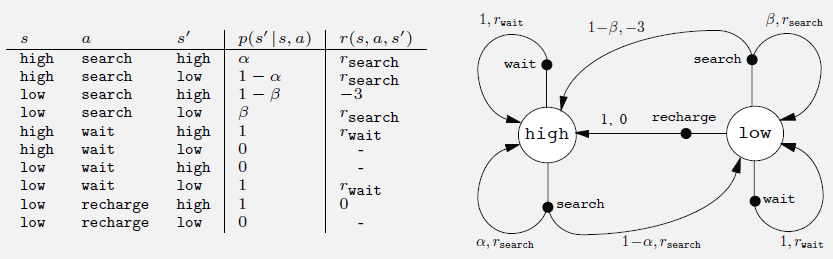 s a s′ p(s′ | s, a) r(s, a, s′)
high search high α r_search
high search low 1 − α r_search
low search high 1 − β −3
low search low β r_search
high wait high 1 r_wait
high wait low 0 -
low wait high 0 -
low wait low 1 r_wait
low recharge high 1 0
low recharge low 0 -
1, r_wait
1−β, −3
β, r_search
wait
search
1, 0
recharge
high
low
search
wait
α, r_search
1−α, r_search
1, r_wait